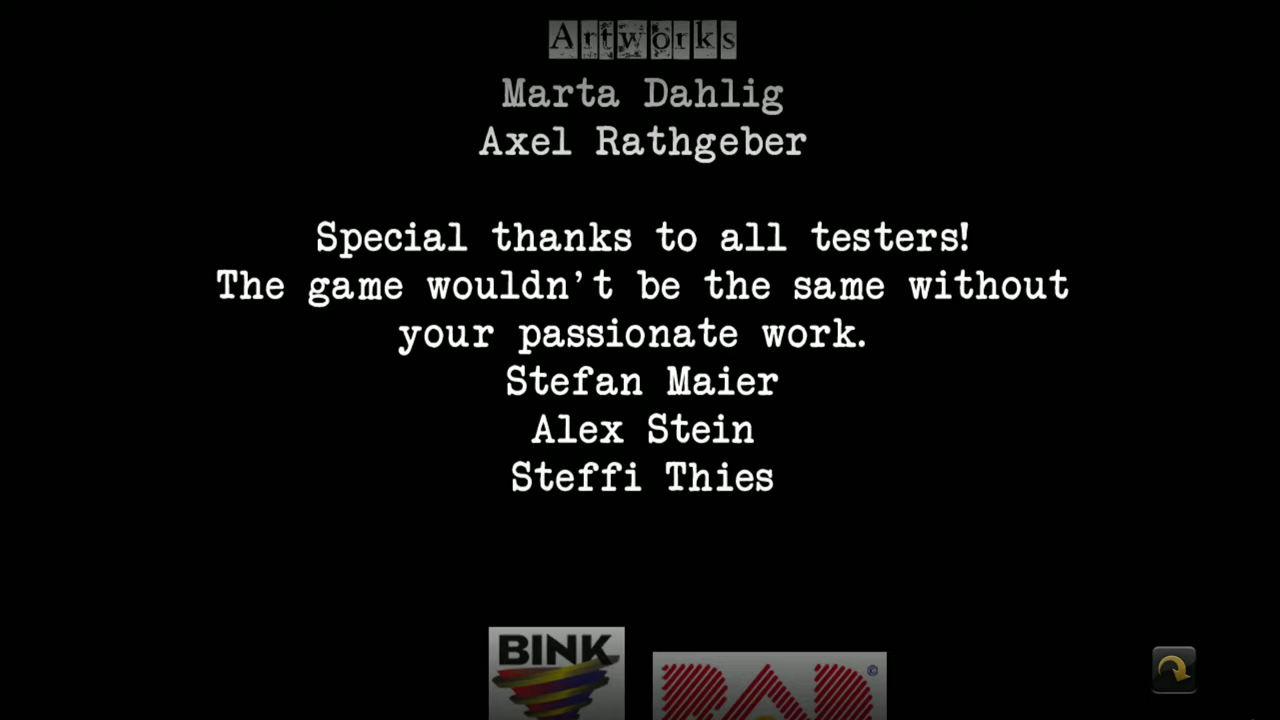 Artworks
Marta Dahlig
Axel Rathgeber
Special thanks to all testers!
The game wouldn't be the same without
your passionate work.
Stefan Maier
Alex Stein
Steffi Thies
BINK
RAD ©